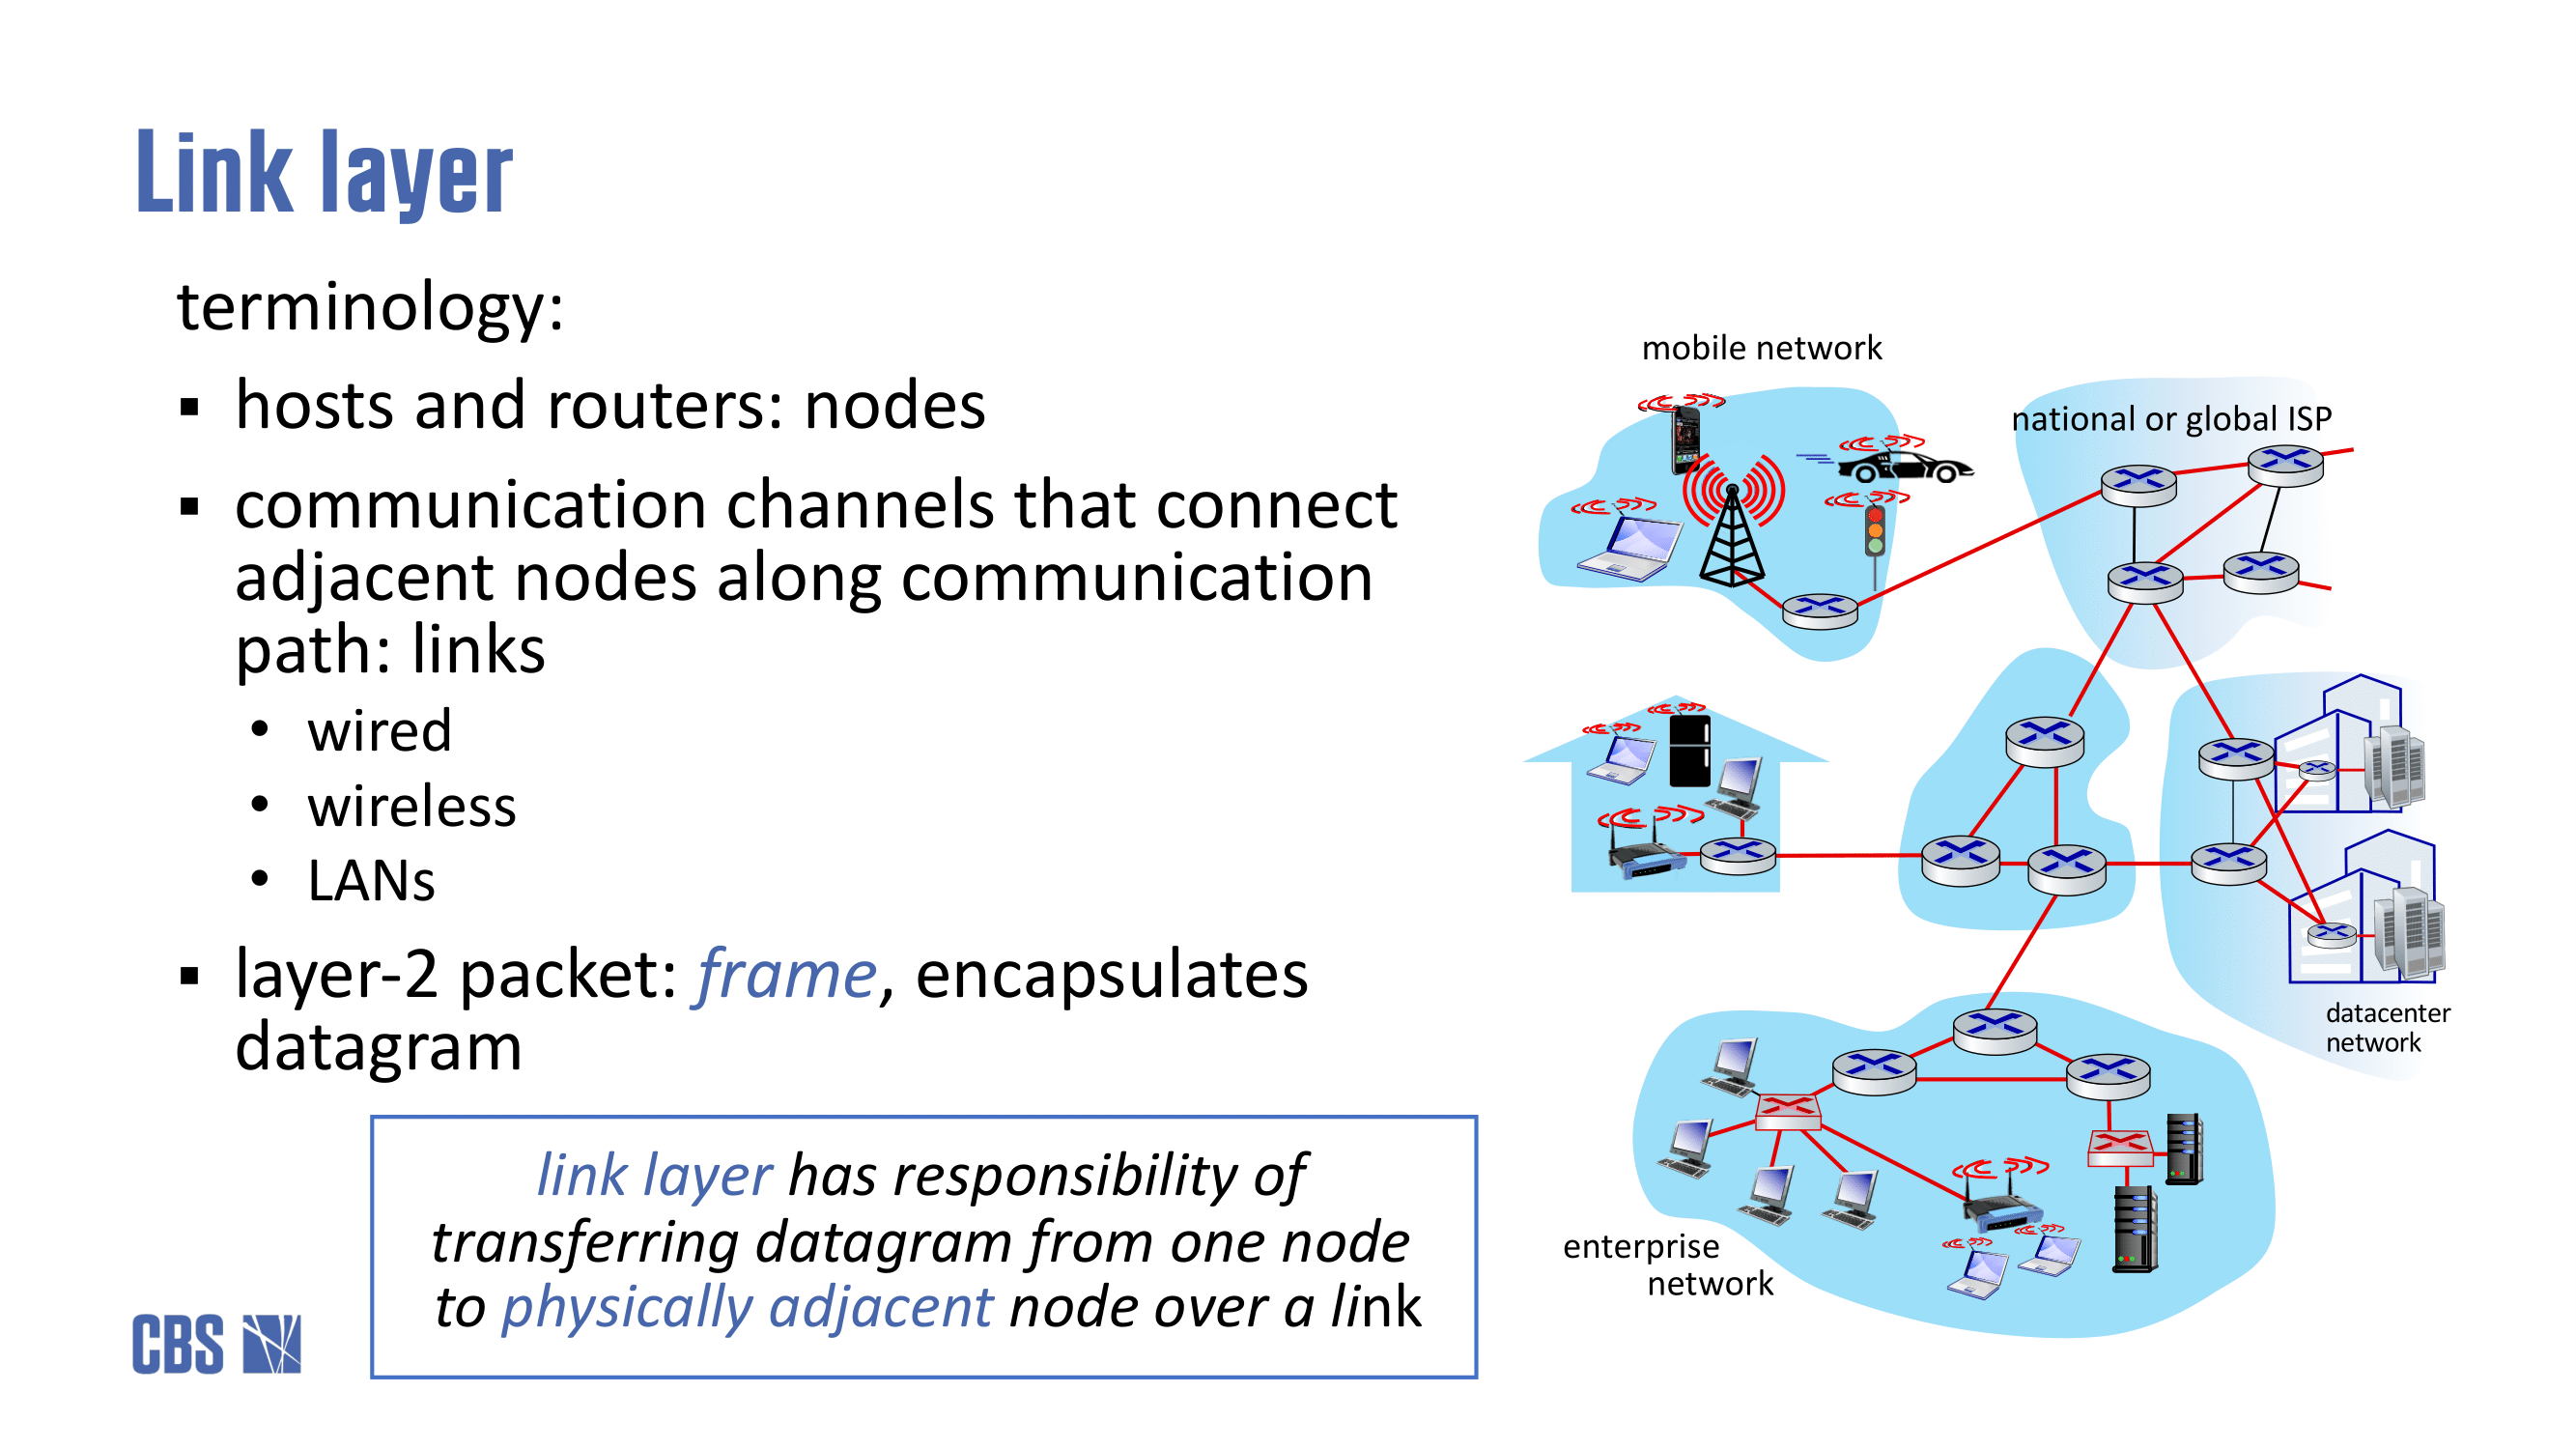 Link layer
terminology:
▪ hosts and routers: nodes
▪ communication channels that connect
adjacent nodes along communication
path: links
• wired
• wireless
• LANs
▪ layer-2 packet: frame, encapsulates
datagram
link layer has responsibility of
transferring datagram from one node
to physically adjacent node over a link
mobile network
national or global ISP
datacenter
network
enterprise
network
CBS